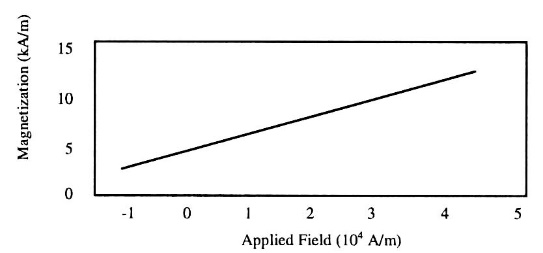 Magnetization (kA/m)
15
10
5
0
-1 0 1 2 3 4 5
Applied Field (10⁴ A/m)